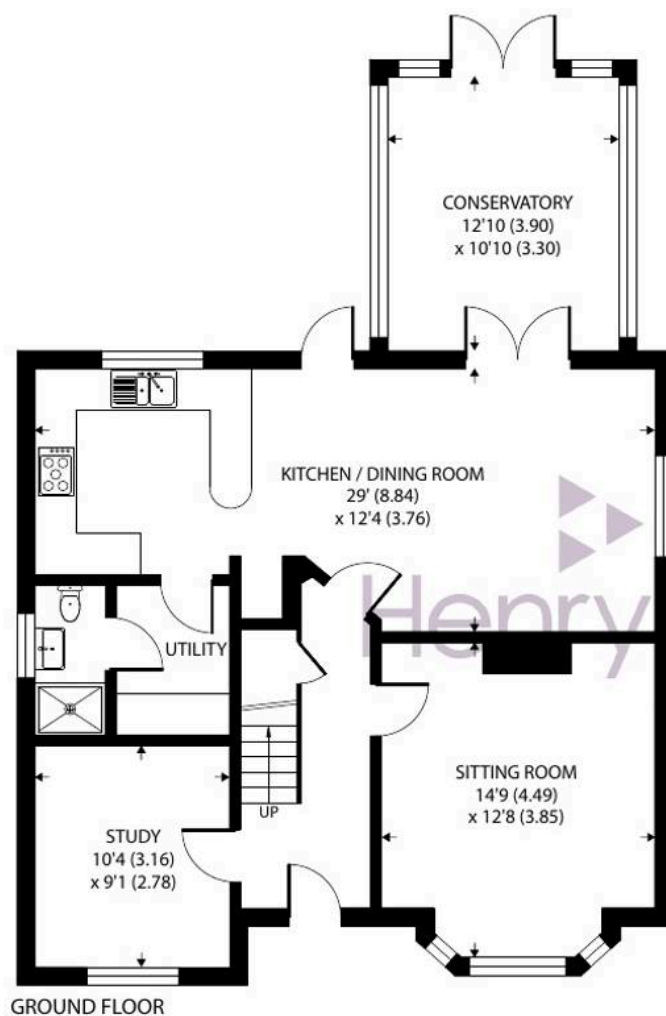 CONSERVATORY
12'10 (3.90)
x 10'10 (3.30)
KITCHEN / DINING ROOM
29' (8.84)
x 12'4 (3.76)
Henry
UTILITY
SITTING ROOM
14'9 (4.49)
x 12'8 (3.85)
UP
STUDY
10'4 (3.16)
x 9'1 (2.78)
GROUND FLOOR